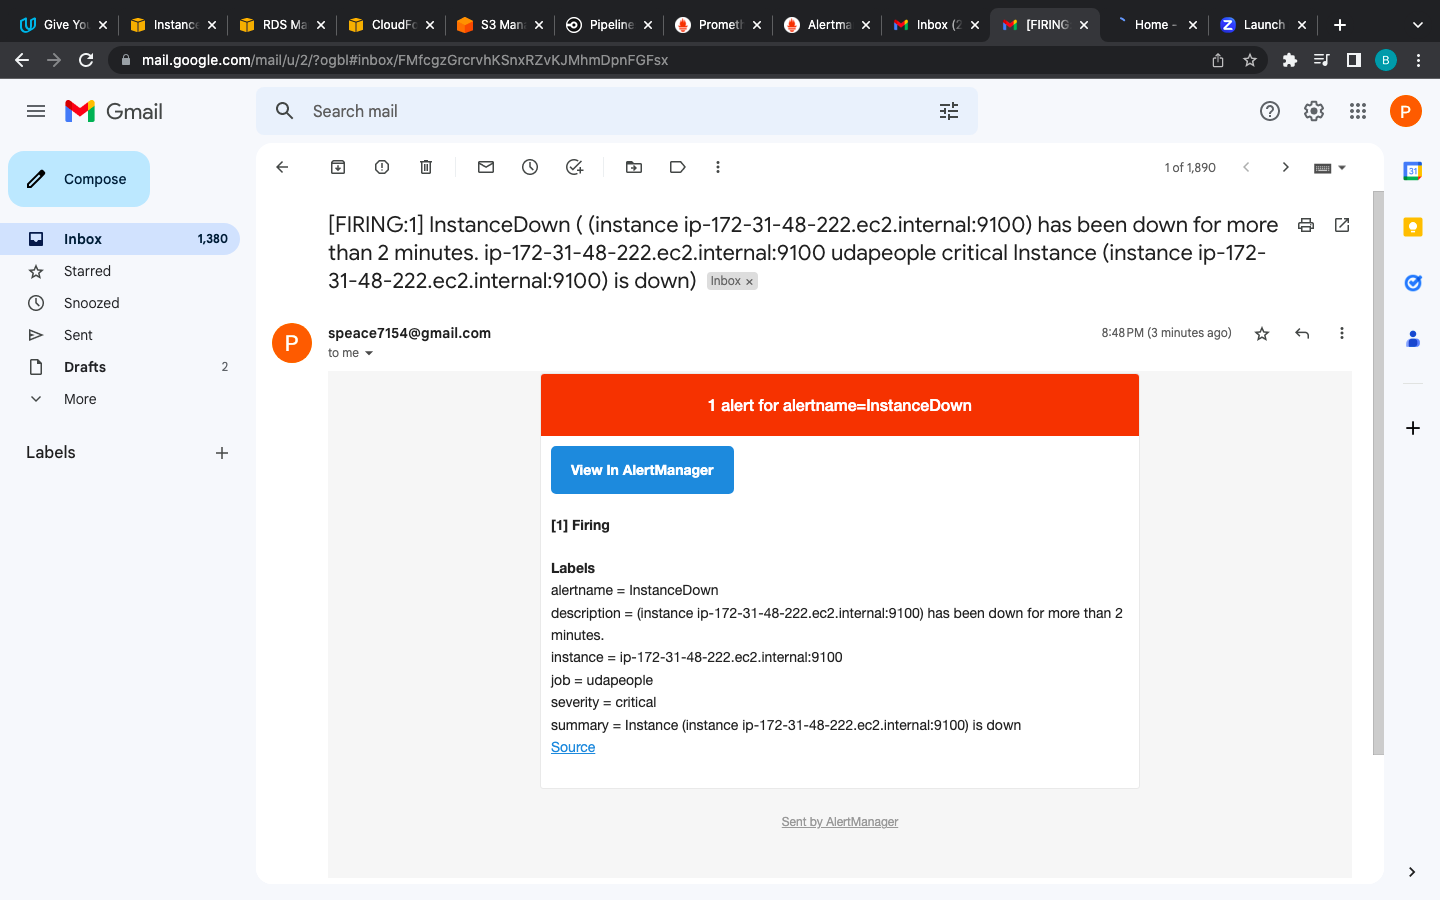 Give You
Instance
RDS Ma
CloudFo
S3 Mana
Pipeline
Prometh
Alertma
Inbox (2
[FIRING
Home -
Launch
mail.google.com/mail/u/2/?ogbl#inbox/FMfcgzGrcrvhKSnxRZvKJMhmDpnFGFsx
B
Gmail
Search mail
P
Compose
Inbox 1,380
Starred
Snoozed
Sent
Drafts 2
More
Labels
1 of 1,890
31
[FIRING:1] InstanceDown ( (instance ip-172-31-48-222.ec2.internal:9100) has been down for more
than 2 minutes. ip-172-31-48-222.ec2.internal:9100 udapeople critical Instance (instance ip-172-
31-48-222.ec2.internal:9100) is down) Inbox
P
speace7154@gmail.com
8:48 PM (3 minutes ago)
to me
1 alert for alertname=InstanceDown
View In AlertManager
[1] Firing
Labels
alertname = InstanceDown
description = (instance ip-172-31-48-222.ec2.internal:9100) has been down for more than 2
minutes.
instance = ip-172-31-48-222.ec2.internal:9100
job = udapeople
severity = critical
summary = Instance (instance ip-172-31-48-222.ec2.internal:9100) is down
Source
Sent by AlertManager